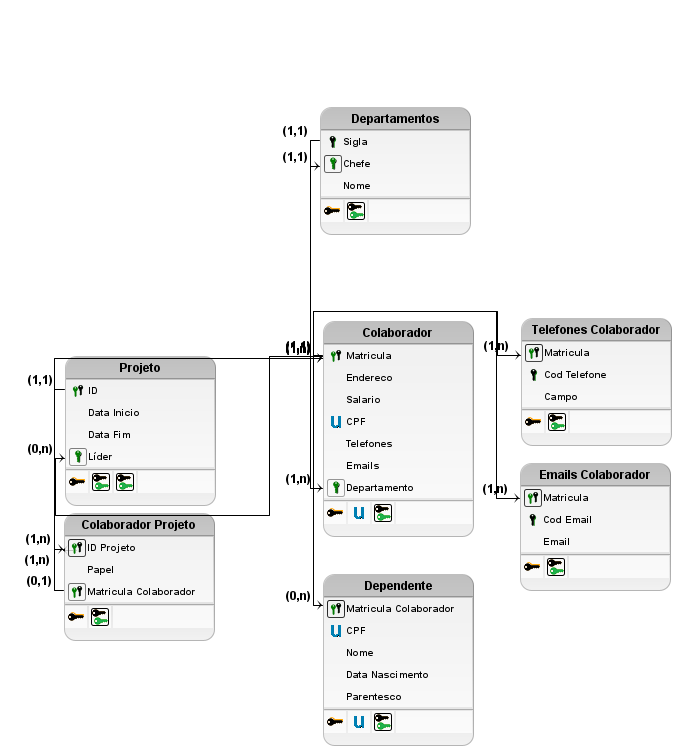 Departamentos
(1,1)
Sigla
(1,1)
Chefe
Nome
Colaborador
(1,1)
Matricula
Endereco
Salario
U CPF
Telefones
Emails
(1,n)
Departamento
U
Telefones Colaborador
(1,n)
Matricula
Cod Telefone
Campo
Projeto
(1,1)
ID
Data Inicio
Data Fim
(0,n)
Líder
Colaborador Projeto
(1,n)
ID Projeto
(1,n)
Papel
(0,1)
Matricula Colaborador
Emails Colaborador
(1,n)
Matricula
Cod Email
Email
Dependente
(0,n)
Matricula Colaborador
U CPF
Nome
Data Nascimento
Parentesco
U